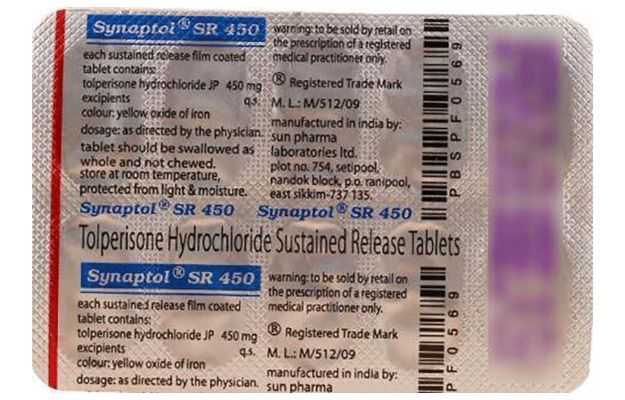 Synaptol® SR 450
each sustained release film coated
tablet contains:
tolperisone hydrochloride JP 450 mg
excipients q.s.
colour: yellow oxide of iron
dosage: as directed by the physician.
tablet should be swallowed as
whole and not chewed.
store at room temperature,
protected from light & moisture.
warning: to be sold by retail on
the prescription of a registered
medical practitioner only.
® Registered Trade Mark
M. L.: M/512/09
manufactured in india by:
sun pharma
laboratories ltd.
plot no. 754, setipool,
nandok block, p.o. ranipool,
east sikkim-737 135.
PBSPF0569
Synaptol® SR 450 Synaptol® SR 450
Tolperisone Hydrochloride Sustained Release Tablets
Synaptol® SR 450
each sustained release film coated
tablet contains:
tolperisone hydrochloride JP 450 mg
excipients q.s.
colour: yellow oxide of iron
dosage: as directed by the physician.
warning: to be sold by retail on
the prescription of a registered
medical practitioner only.
® Registered Trade Mark
M. L.: M/512/09
manufactured in india by:
sun pharma
PF0569